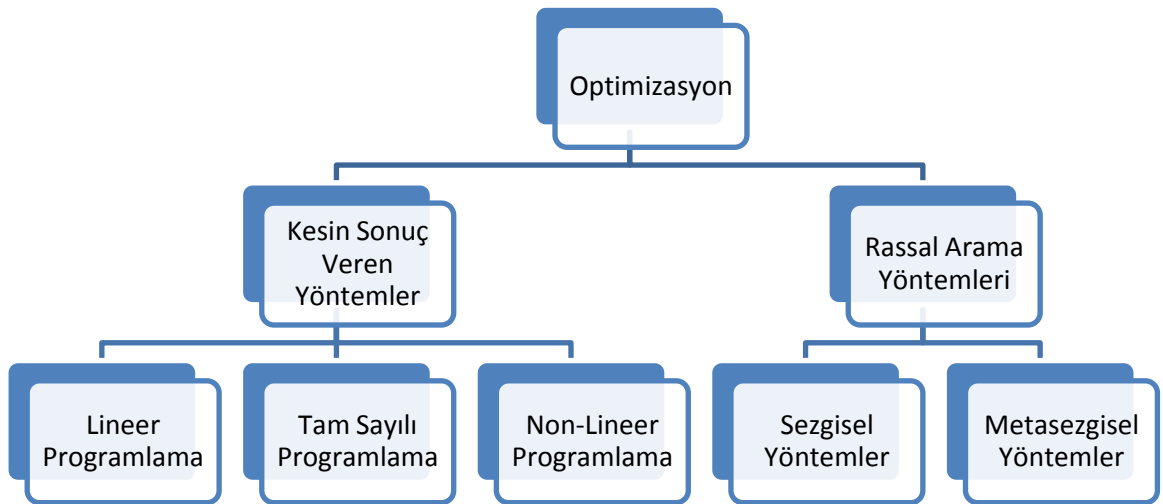 Optimizasyon
Kesin Sonuç
Veren
Yöntemler
Rassal Arama
Yöntemleri
Lineer
Programlama
Tam Sayılı
Programlama
Non-Lineer
Programlama
Sezgisel
Yöntemler
Metasezgisel
Yöntemler